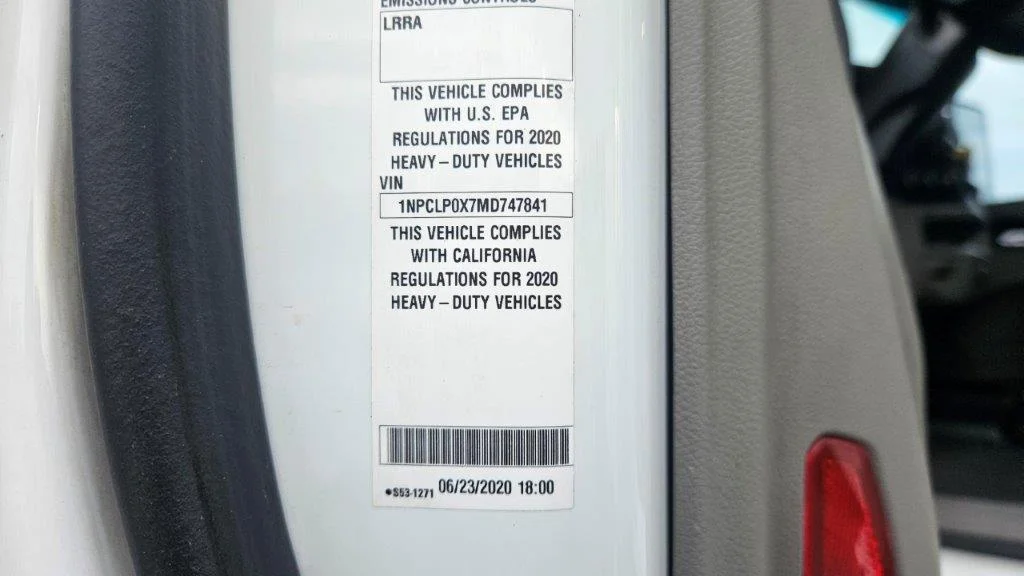 EMISSIONS CONTROLS
LRRA
THIS VEHICLE COMPLIES
WITH U.S. EPA
REGULATIONS FOR 2020
HEAVY-DUTY VEHICLES
VIN
1NPCLP0X7MD747841
THIS VEHICLE COMPLIES
WITH CALIFORNIA
REGULATIONS FOR 2020
HEAVY-DUTY VEHICLES
S53-1271 06/23/2020 18:00